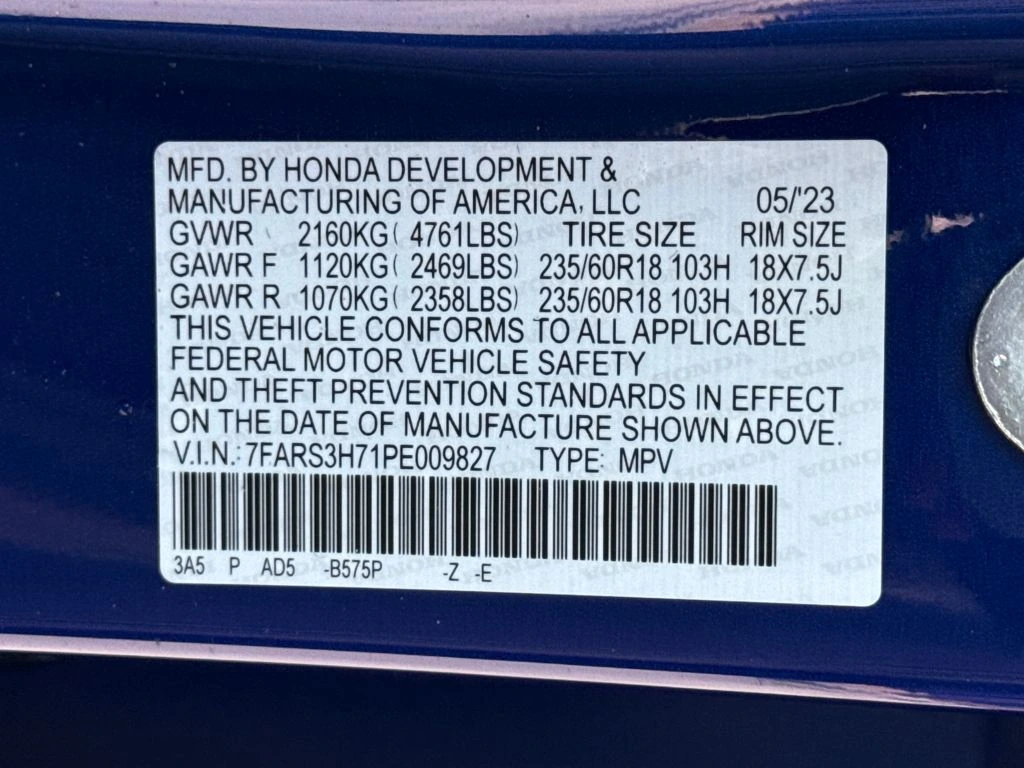 MFD. BY HONDA DEVELOPMENT &
MANUFACTURING OF AMERICA, LLC 05/'23
GVWR 2160KG( 4761LBS) TIRE SIZE RIM SIZE
GAWR F 1120KG( 2469LBS) 235/60R18 103H 18X7.5J
GAWR R 1070KG( 2358LBS) 235/60R18 103H 18X7.5J
THIS VEHICLE CONFORMS TO ALL APPLICABLE
FEDERAL MOTOR VEHICLE SAFETY
AND THEFT PREVENTION STANDARDS IN EFFECT
ON THE DATE OF MANUFACTURE SHOWN ABOVE.
V.I.N.: 7FARS3H71PE009827 TYPE: MPV
3A5 P AD5 -B575P -Z -E